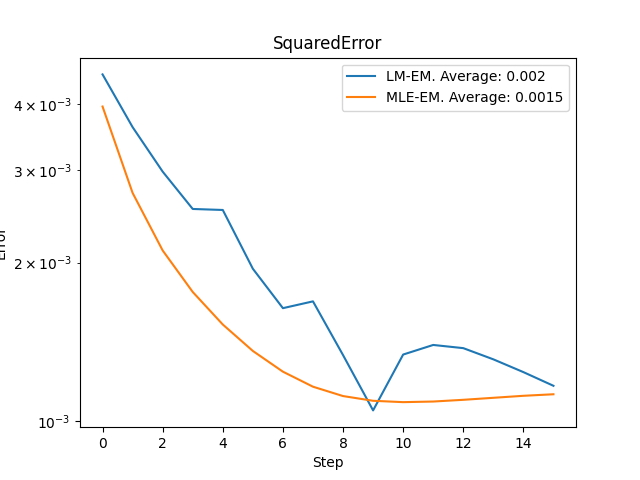 SquaredError
LM-EM. Average: 0.002
MLE-EM. Average: 0.0015
4 × 10⁻³
3 × 10⁻³
2 × 10⁻³
10⁻³
Error
0 2 4 6 8 10 12 14
Step